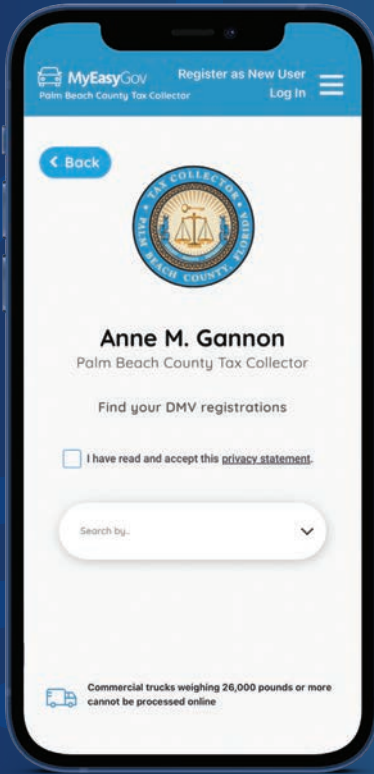 MyEasyGov
Palm Beach County Tax Collector
Register as New User
Log In
Back
TAX COLLECTOR
PALM BEACH COUNTY, FLORIDA
Anne M. Gannon
Palm Beach County Tax Collector
Find your DMV registrations
I have read and accept this privacy statement.
Search by..
Commercial trucks weighing 26,000 pounds or more
cannot be processed online